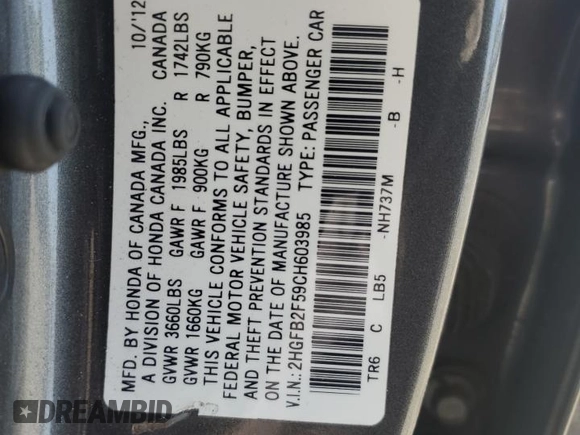 MFD. BY HONDA OF CANADA MFG., 10/'12
A DIVISION OF HONDA CANADA INC. CANADA
GVWR 3660LBS GAWR F 1985LBS R 1742LBS
GVWR 1660KG GAWR F 900KG R 790KG
THIS VEHICLE CONFORMS TO ALL APPLICABLE
FEDERAL MOTOR VEHICLE SAFETY, BUMPER,
AND THEFT PREVENTION STANDARDS IN EFFECT
ON THE DATE OF MANUFACTURE SHOWN ABOVE.
V.I.N.: 2HGFB2F59CH603985 TYPE: PASSENGER CAR
TR6 C LB5 -NH737M -B -H
DREAMBID